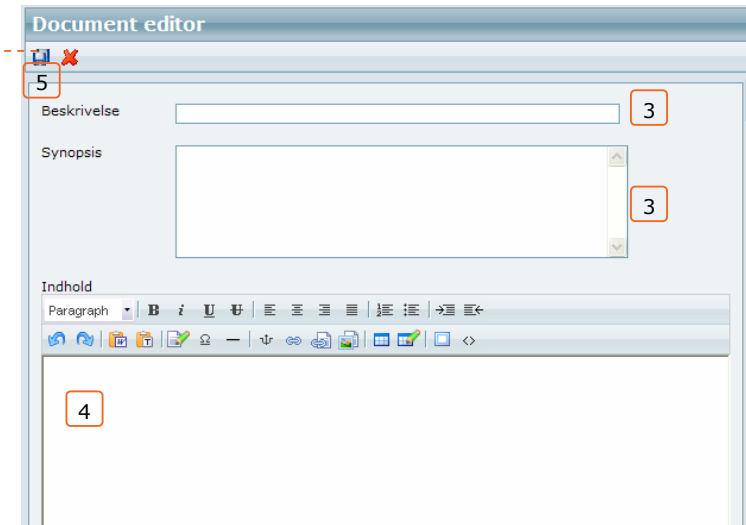 Document editor
5
Beskrivelse
3
Synopsis
3
Indhold
Paragraph B i U U
Ω
4